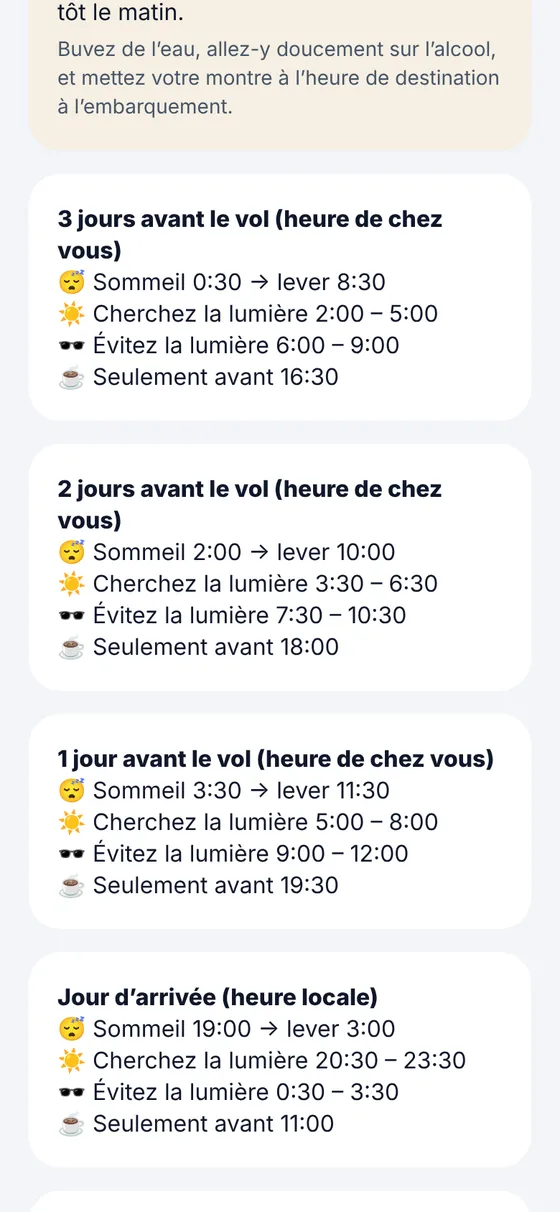 tôt le matin.
Buvez de l’eau, allez-y doucement sur l’alcool,
et mettez votre montre à l’heure de destination
à l’embarquement.
3 jours avant le vol (heure de chez
vous)
😴 Sommeil 0:30 → lever 8:30
☀️ Cherchez la lumière 2:00 – 5:00
🕶️ Évitez la lumière 6:00 – 9:00
☕ Seulement avant 16:30
2 jours avant le vol (heure de chez
vous)
😴 Sommeil 2:00 → lever 10:00
☀️ Cherchez la lumière 3:30 – 6:30
🕶️ Évitez la lumière 7:30 – 10:30
☕ Seulement avant 18:00
1 jour avant le vol (heure de chez vous)
😴 Sommeil 3:30 → lever 11:30
☀️ Cherchez la lumière 5:00 – 8:00
🕶️ Évitez la lumière 9:00 – 12:00
☕ Seulement avant 19:30
Jour d’arrivée (heure locale)
😴 Sommeil 19:00 → lever 3:00
☀️ Cherchez la lumière 20:30 – 23:30
🕶️ Évitez la lumière 0:30 – 3:30
☕ Seulement avant 11:00